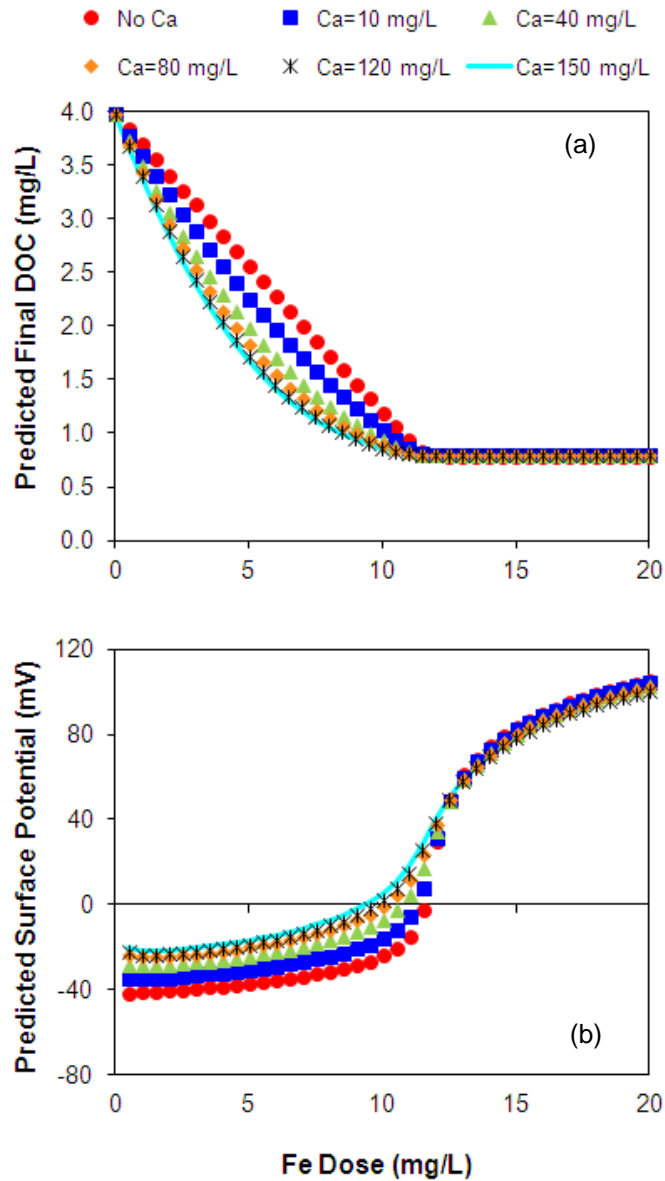 No Ca Ca=10 mg/L Ca=40 mg/L
Ca=80 mg/L Ca=120 mg/L Ca=150 mg/L
(a)
Predicted Final DOC (mg/L)
4.0
3.5
3.0
2.5
2.0
1.5
1.0
0.5
0.0
0 5 10 15 20
(b)
Predicted Surface Potential (mV)
120
80
40
0
-40
-80
0 5 10 15 20
Fe Dose (mg/L)